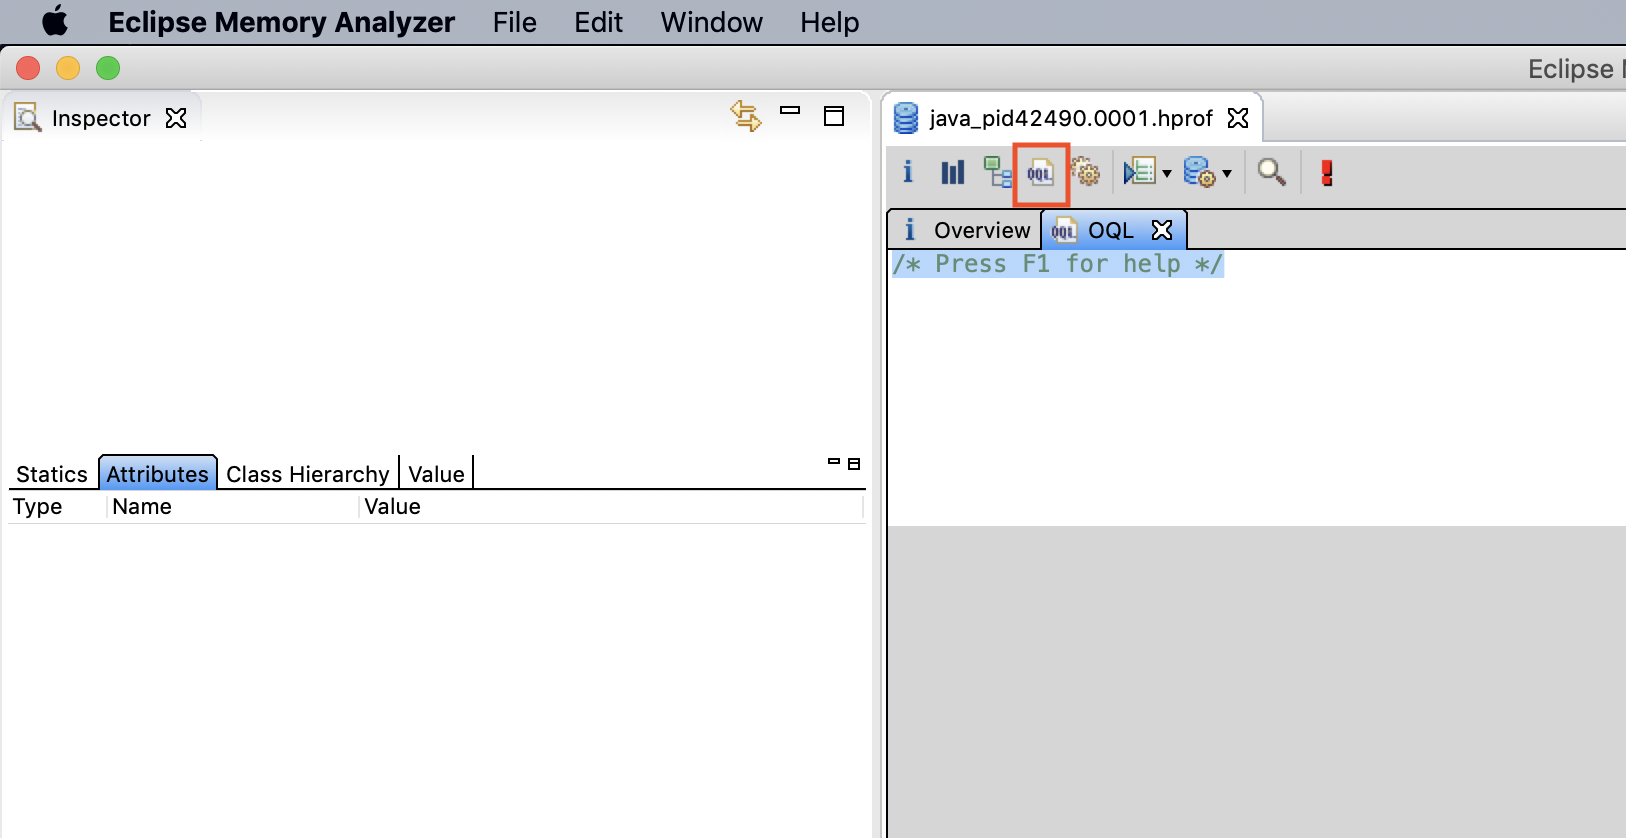 Eclipse Memory Analyzer File Edit Window Help
Eclipse
Inspector
java_pid42490.0001.hprof
i OQL
i Overview OQL OQL
/* Press F1 for help */
Statics Attributes Class Hierarchy Value
Type Name Value